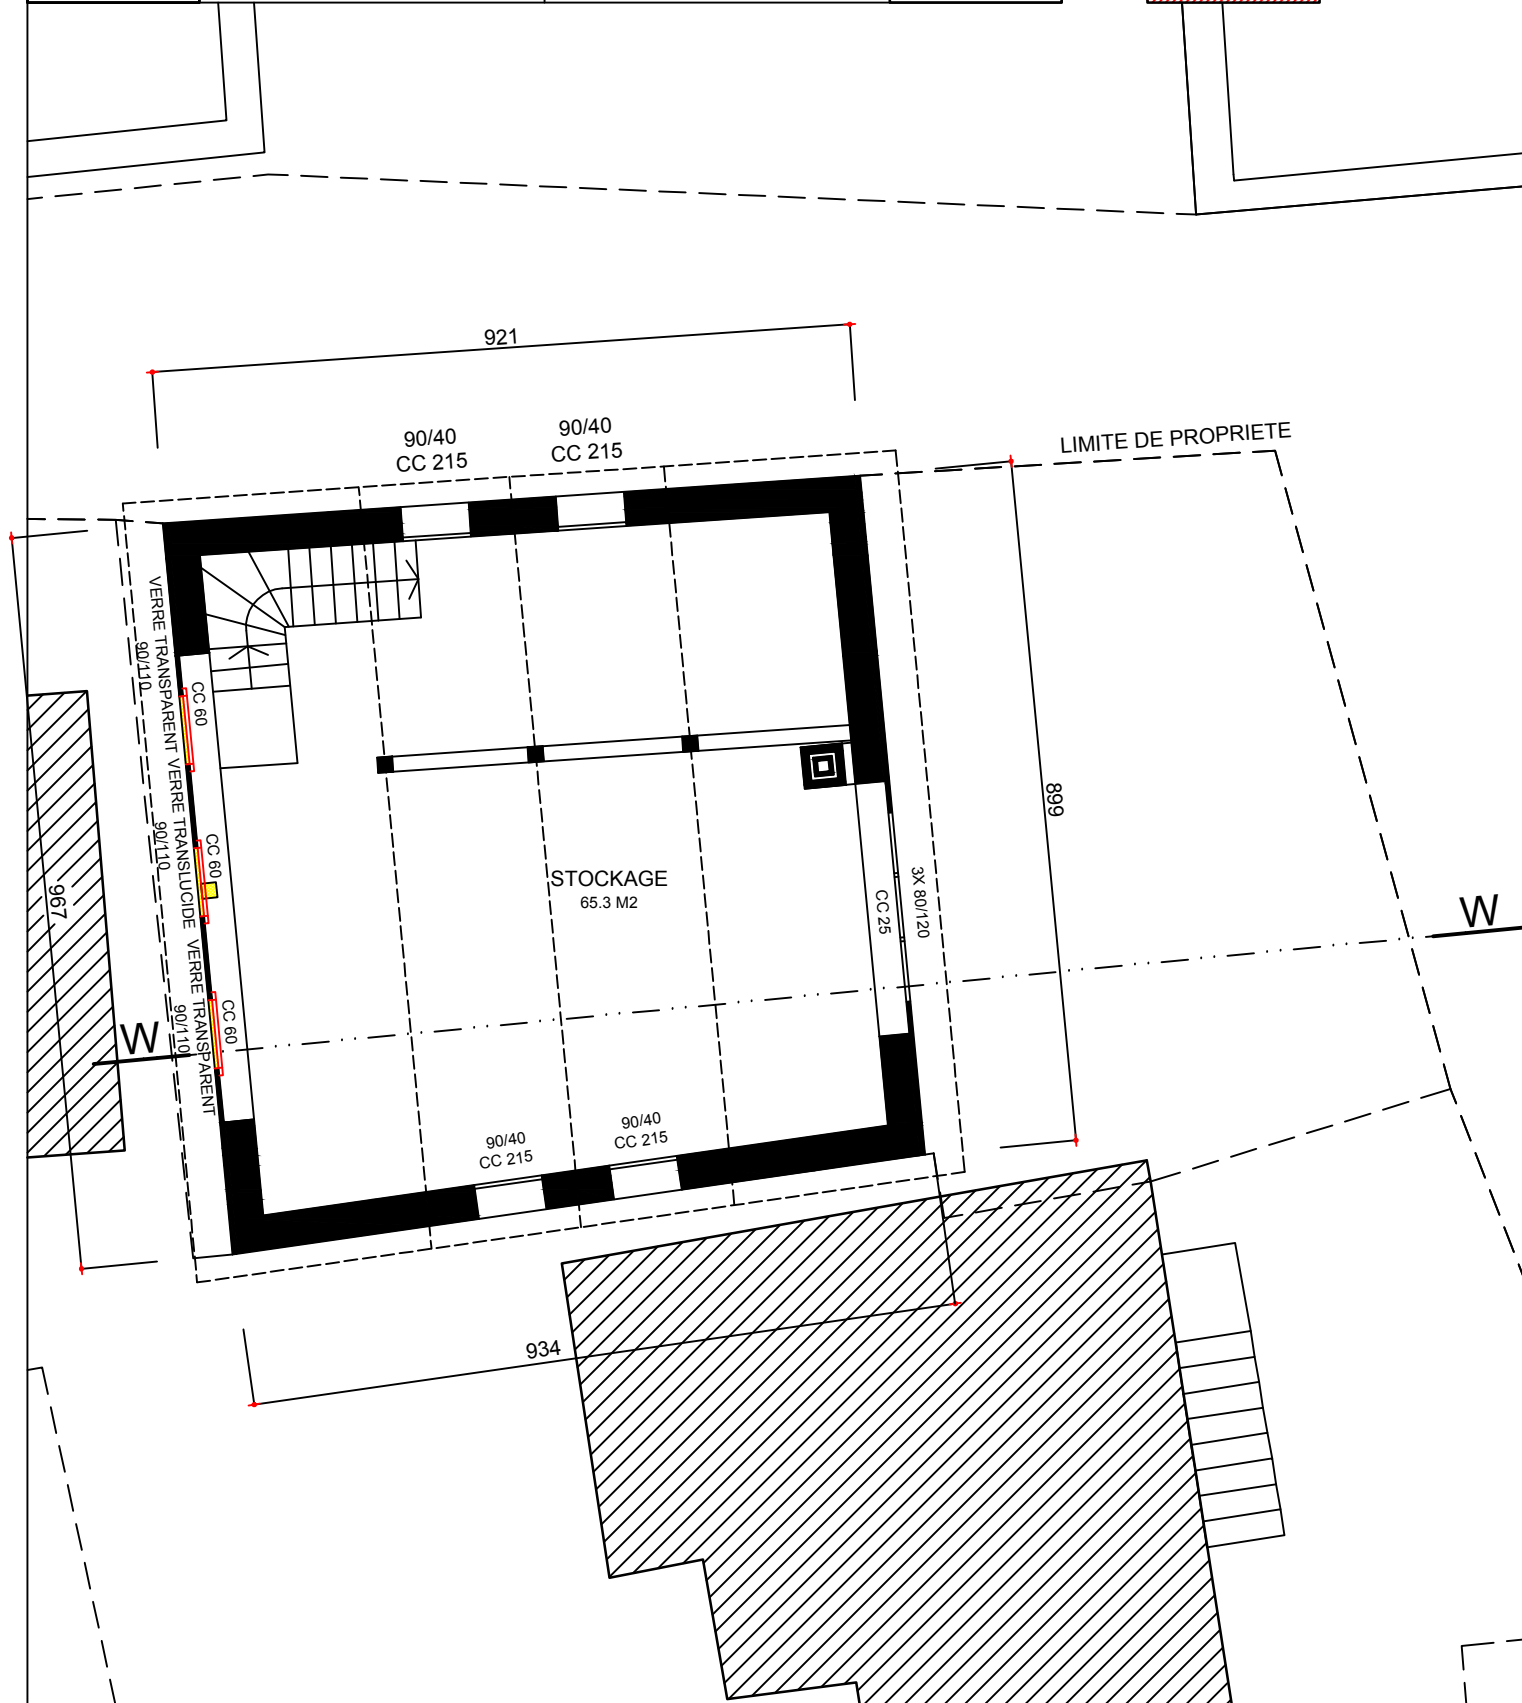 921
90/40
CC 215
90/40
CC 215
LIMITE DE PROPRIETE
VERRE TRANSPARENT
90/110
CC 60
VERRE TRANSLUCIDE
90/110
CC 60
VERRE TRANSPARENT
90/110
CC 60
967
899
STOCKAGE
65.3 M2
CC 25
3X 80/120
W
W
90/40
CC 215
90/40
CC 215
934